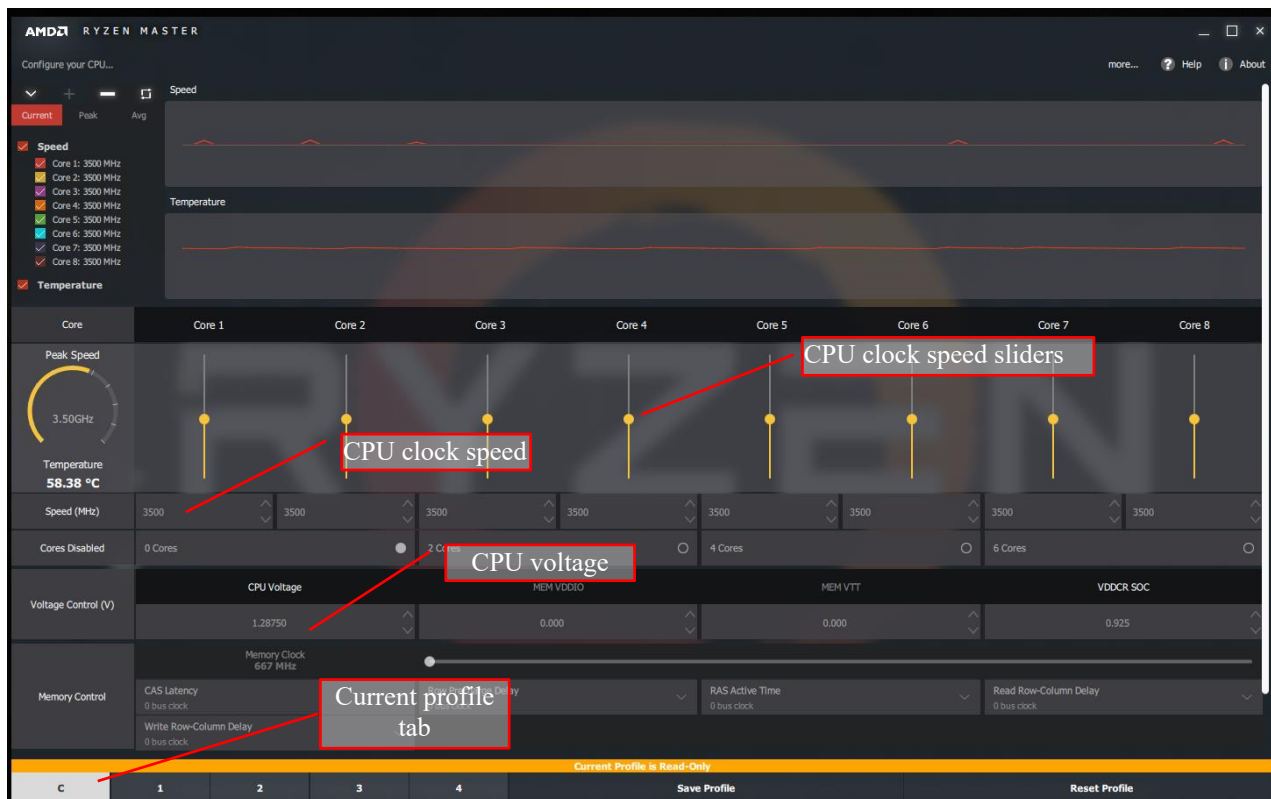 AMD RYZEN MASTER
Configure your CPU...
more... ? Help i About
Current Peak Avg
Speed
Core 1: 3500 MHz
Core 2: 3500 MHz
Core 3: 3500 MHz
Core 4: 3500 MHz
Core 5: 3500 MHz
Core 6: 3500 MHz
Core 7: 3500 MHz
Core 8: 3500 MHz
Temperature
Speed
Temperature
Core Core 1 Core 2 Core 3 Core 4 Core 5 Core 6 Core 7 Core 8
Peak Speed
3.50GHz
Temperature
58.38 °C
CPU clock speed sliders
CPU clock speed
RYZEN
Speed (MHz) 3500 3500 3500 3500 3500 3500 3500 3500
Cores Disabled 0 Cores 2 Cores 4 Cores 6 Cores
CPU voltage
Voltage Control (V)
CPU Voltage MEM VDDIO MEM VTT VDDCR SOC
1.28750 0.000 0.000 0.925
Memory Control
Memory Clock
667 MHz
CAS Latency
0 bus clock
RAS Active Time
0 bus clock
Read Row-Column Delay
0 bus clock
Write Row-Column Delay
0 bus clock
Current profile
tab
Current Profile is Read-Only
C 1 2 3 4 Save Profile Reset Profile